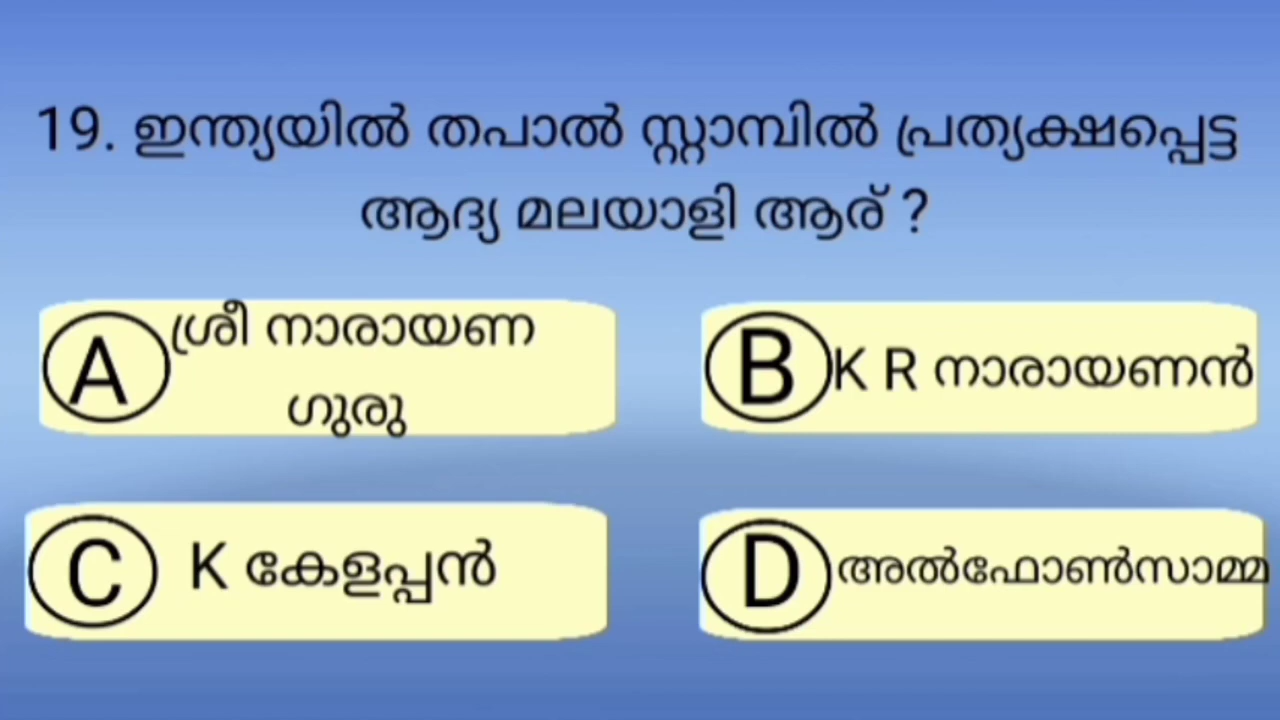 19. ഇന്ത്യയിൽ തപാൽ സ്റ്റാമ്പിൽ പ്രത്യക്ഷപ്പെട്ട
ആദ്യ മലയാളി ആര് ?
A ശ്രീ നാരായണ
ഗുരു
B K R നാരായണൻ
C K കേളപ്പൻ
D അൽഫോൺസാമ്മ